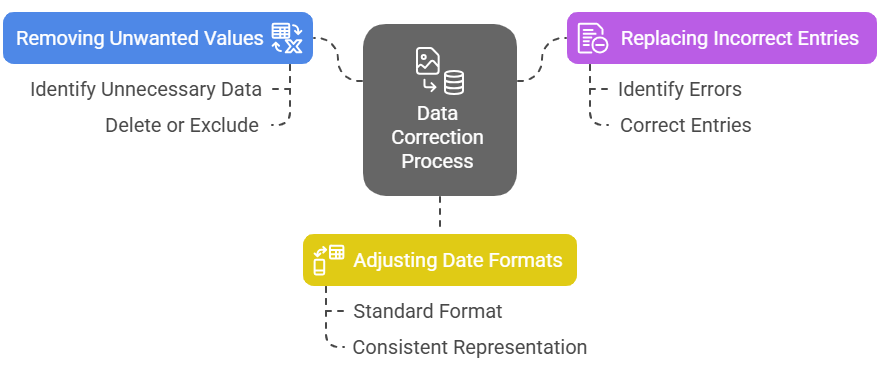 Removing Unwanted Values
Identify Unnecessary Data
Delete or Exclude
Data
Correction
Process
Replacing Incorrect Entries
Identify Errors
Correct Entries
Adjusting Date Formats
Standard Format
Consistent Representation